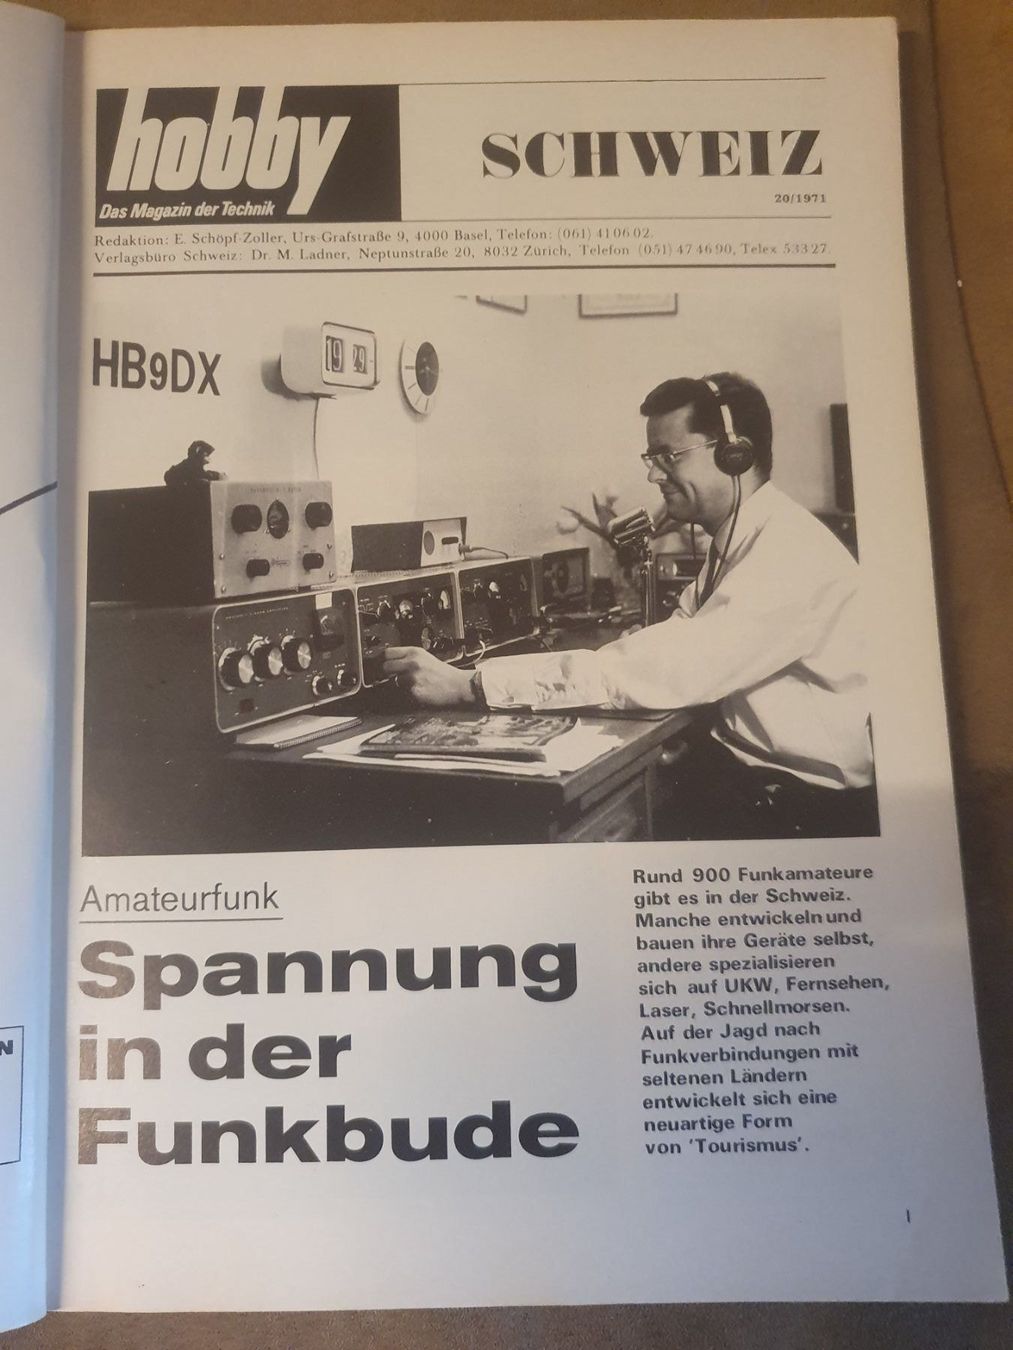 hobby
Das Magazin der Technik
SCHWEIZ
20/1971
Redaktion: E. Schöpf-Zoller, Urs-Grafstraße 9, 4000 Basel, Telefon: (061) 41 06 02.
Verlagsbüro Schweiz: Dr. M. Ladner, Neptunstraße 20, 8032 Zürich, Telefon (051) 47 46 90, Telex 533 27.
HB9DX
19 29
Amateurfunk
Spannung
in der
Funkbude
Rund 900 Funkamateure
gibt es in der Schweiz.
Manche entwickeln und
bauen ihre Geräte selbst,
andere spezialisieren
sich auf UKW, Fernsehen,
Laser, Schnellmorsen.
Auf der Jagd nach
Funkverbindungen mit
seltenen Ländern
entwickelt sich eine
neuartige Form
von 'Tourismus'.
I
N